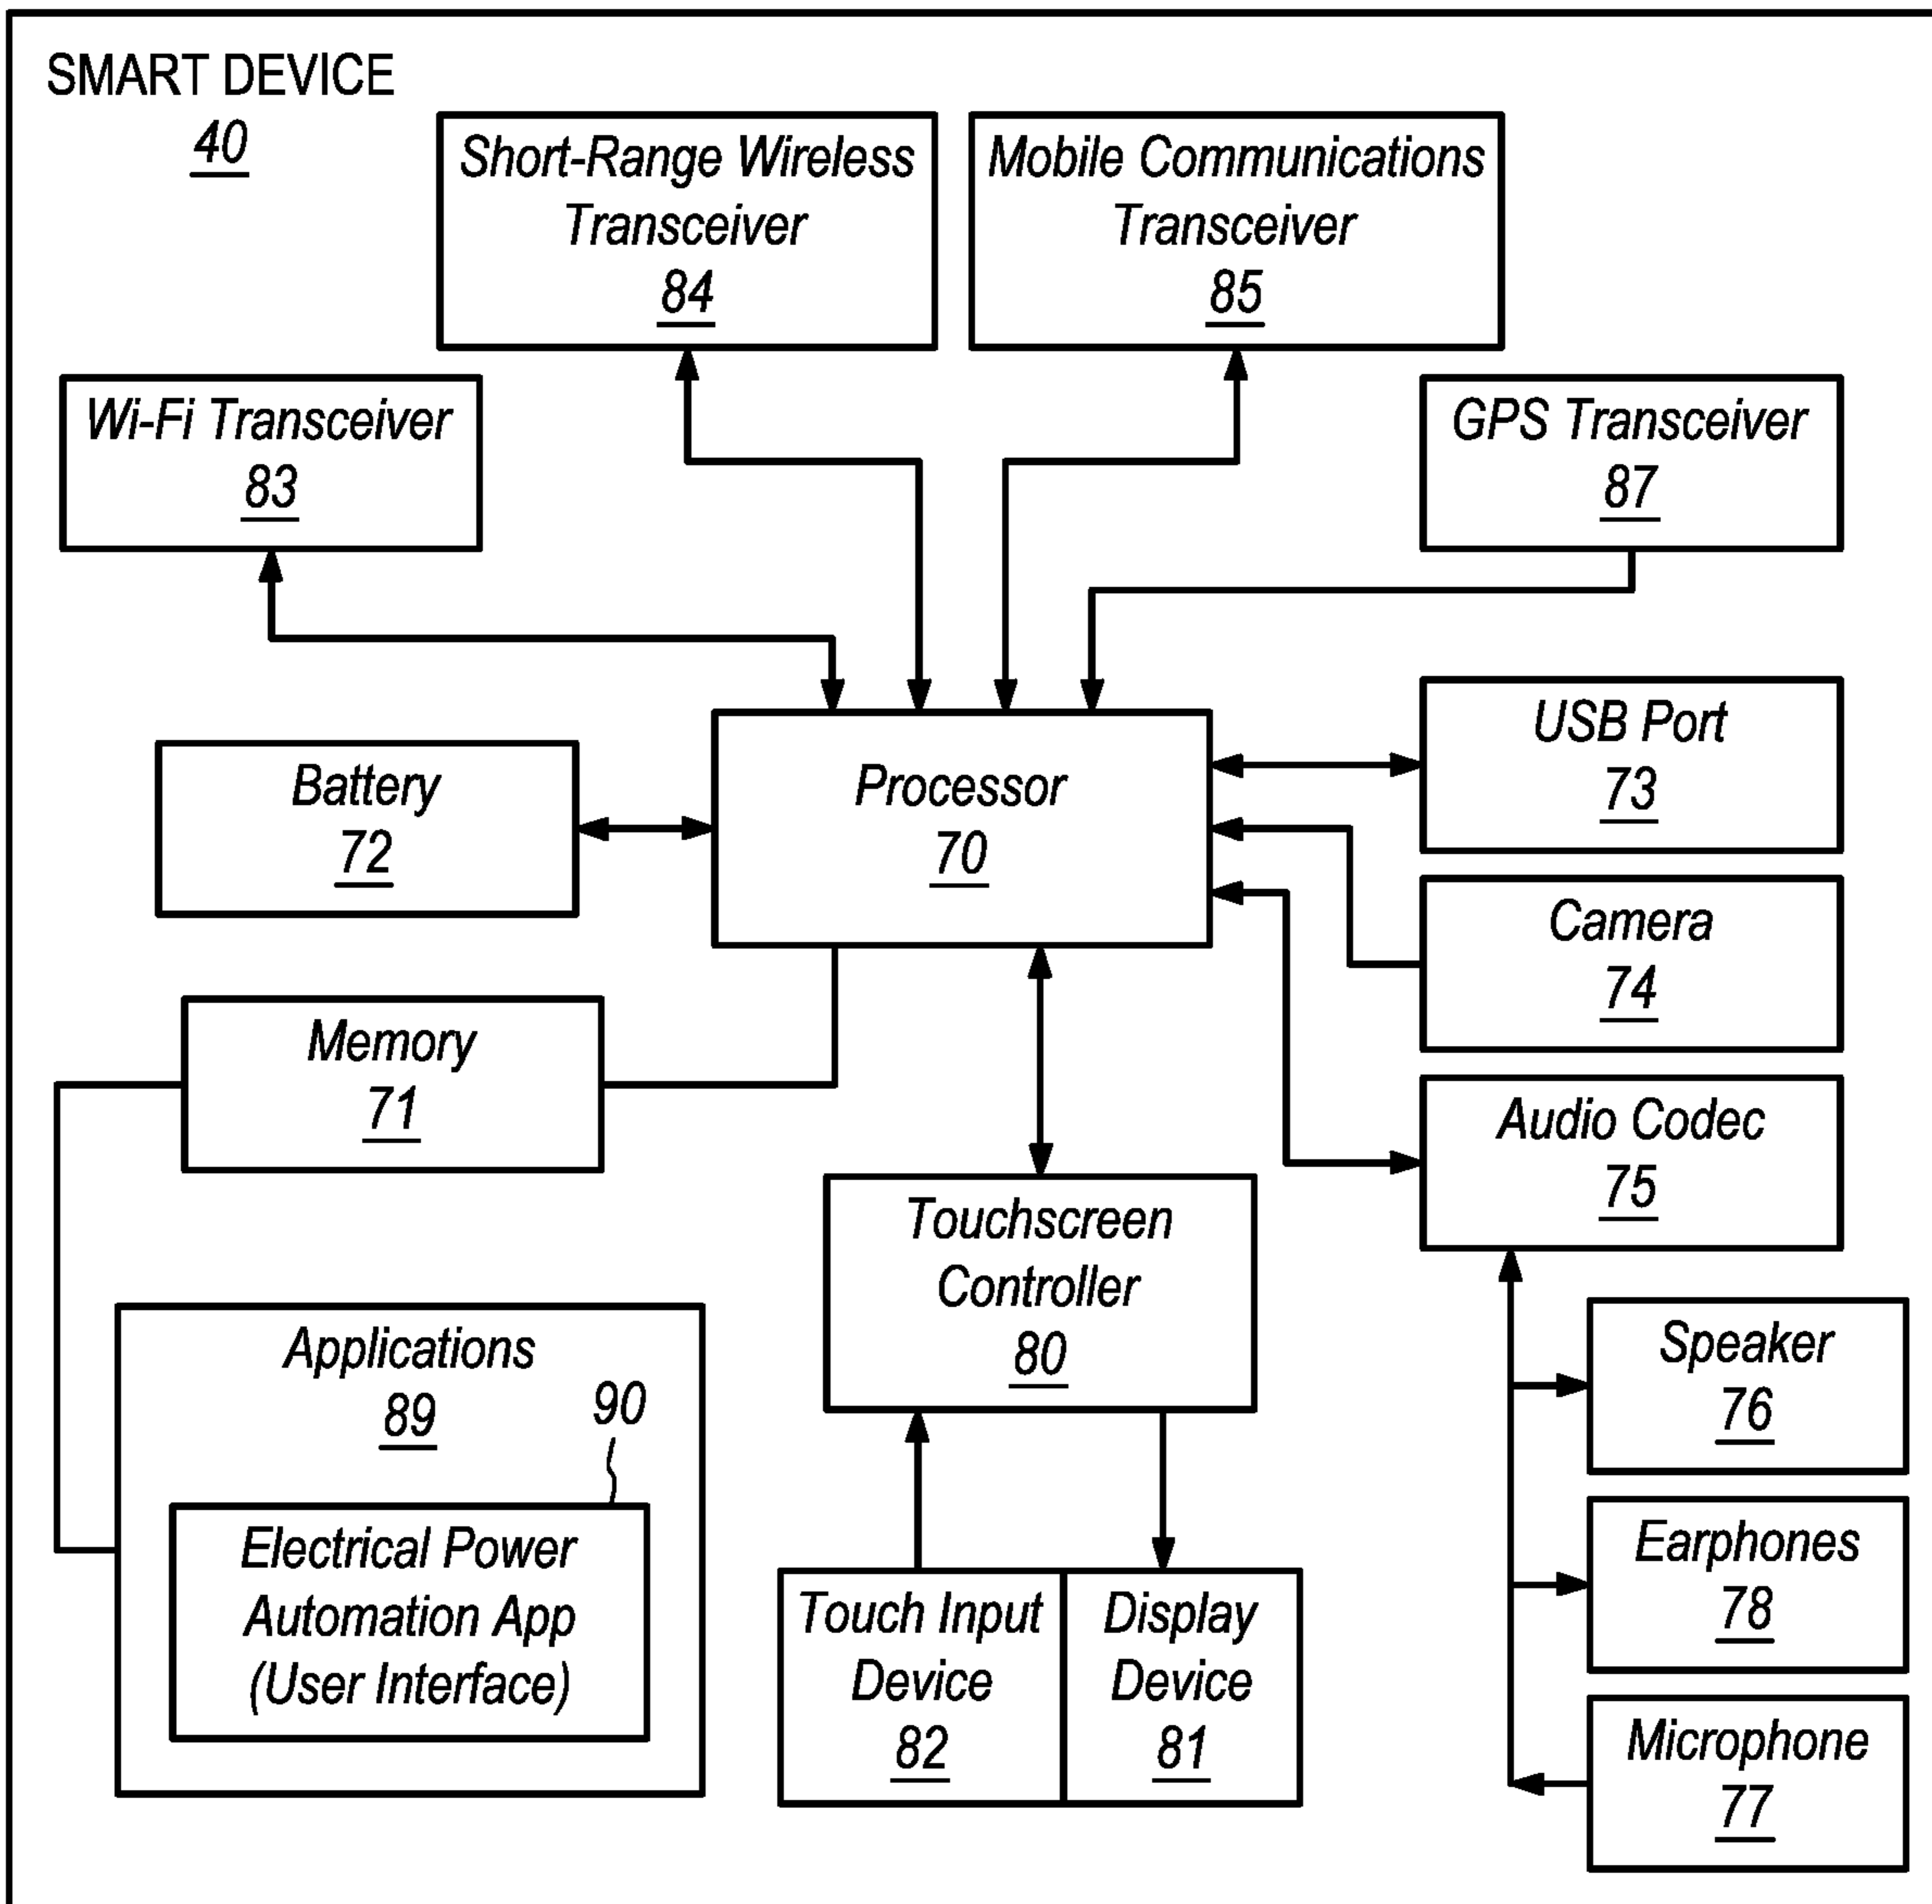 SMART DEVICE
40
Short-Range Wireless
Transceiver
84
Mobile Communications
Transceiver
85
Wi-Fi Transceiver
83
GPS Transceiver
87
Battery
72
Processor
70
USB Port
73
Camera
74
Memory
71
Audio Codec
75
Touchscreen
Controller
80
Applications
89
90
Electrical Power
Automation App
(User Interface)
Touch Input
Device
82
Display
Device
81
Speaker
76
Earphones
78
Microphone
77